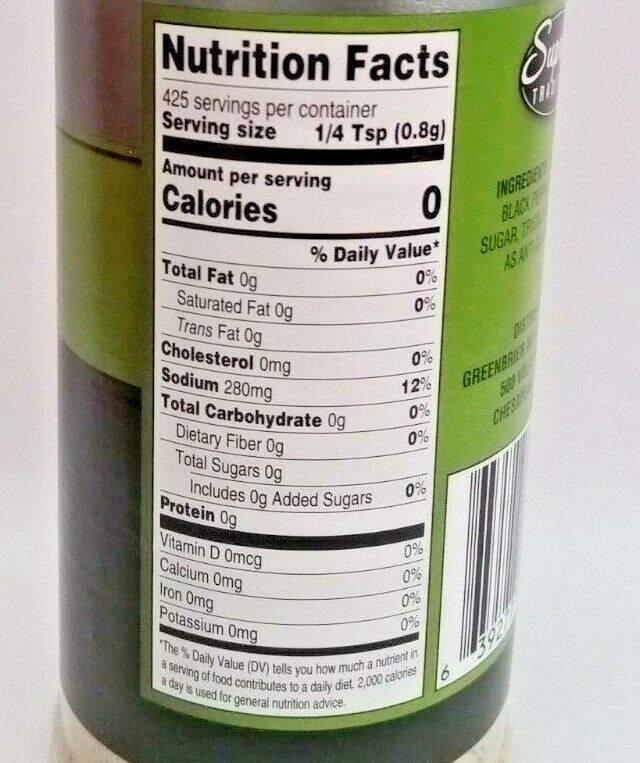 Nutrition Facts
425 servings per container
Serving size 1/4 Tsp (0.8g)
Amount per serving
Calories 0
% Daily Value*
Total Fat 0g 0%
Saturated Fat 0g 0%
Trans Fat 0g
Cholesterol 0mg 0%
Sodium 280mg 12%
Total Carbohydrate 0g 0%
Dietary Fiber 0g 0%
Total Sugars 0g
Includes 0g Added Sugars 0%
Protein 0g
Vitamin D 0mcg 0%
Calcium 0mg 0%
Iron 0mg 0%
Potassium 0mg 0%
*The % Daily Value (DV) tells you how much a nutrient in
a serving of food contributes to a daily diet. 2,000 calories
a day is used for general nutrition advice.
BLACK
SUGAR,
AS
GREENBRIER
500
6